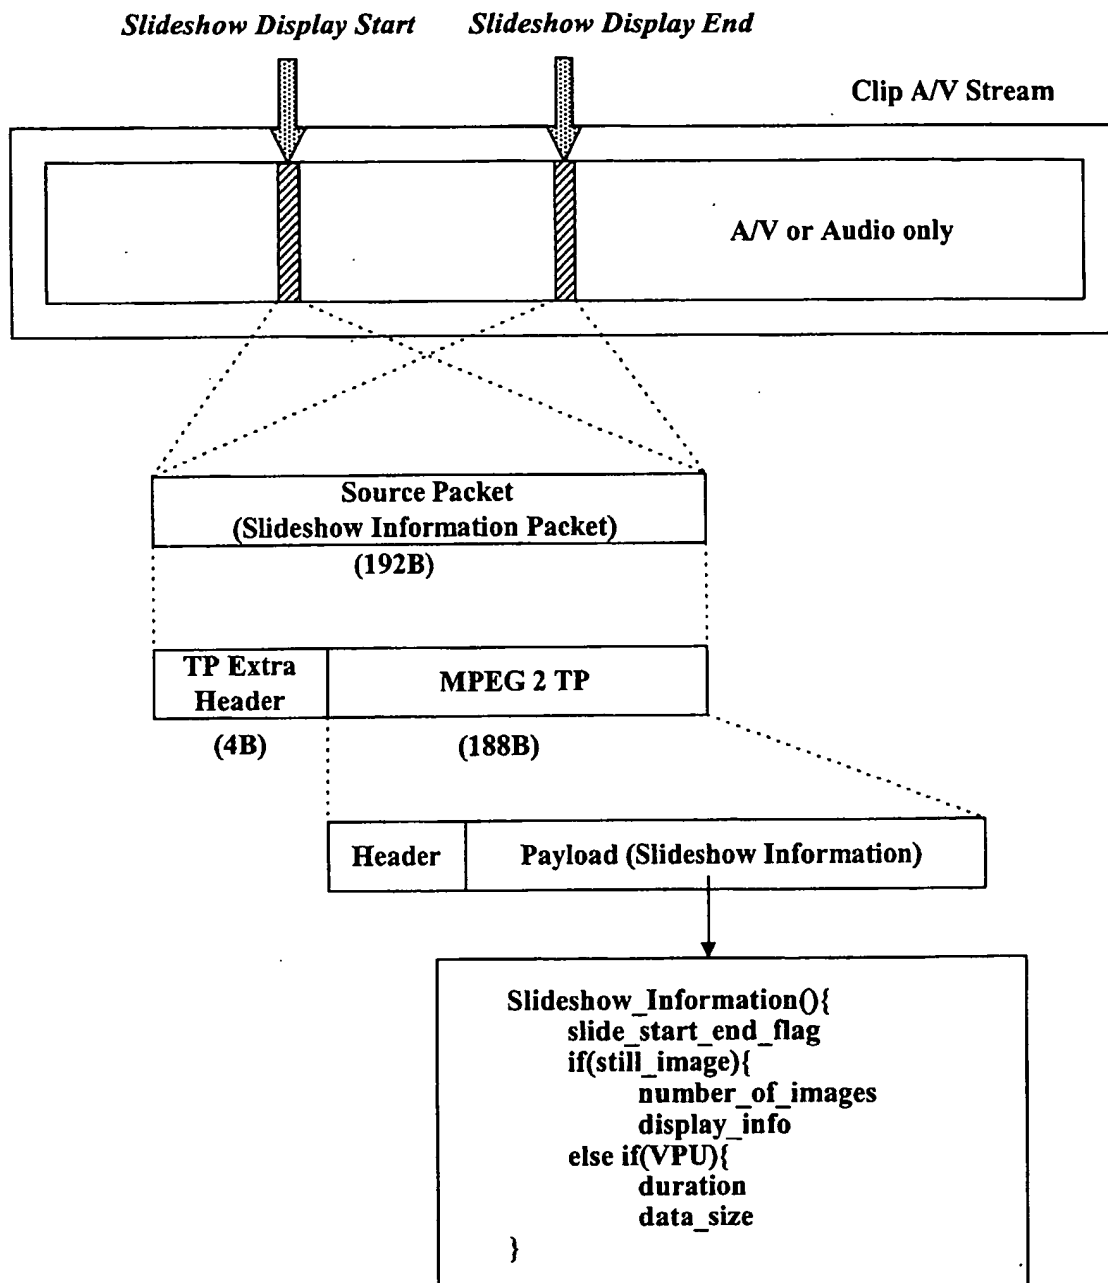 Slideshow Display Start
Slideshow Display End
Clip A/V Stream
A/V or Audio only
Source Packet
(Slideshow Information Packet)
(192B)
TP Extra
Header
MPEG 2 TP
(4B)
(188B)
Header
Payload (Slideshow Information)
Slideshow_Information(){
slide_start_end_flag
if(still_image){
number_of_images
display_info
else if(VPU){
duration
data_size
}